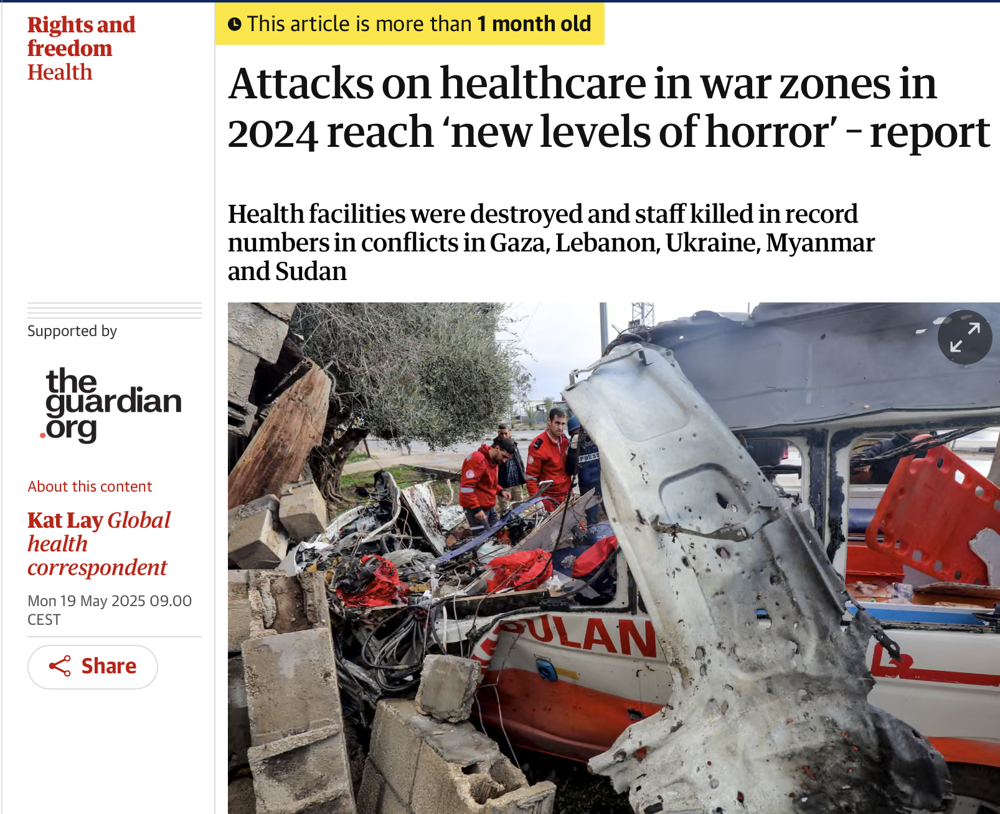 Rights and
freedom
Health
This article is more than 1 month old
Attacks on healthcare in war zones in
2024 reach ‘new levels of horror’ – report
Health facilities were destroyed and staff killed in record
numbers in conflicts in Gaza, Lebanon, Ukraine, Myanmar
and Sudan
Supported by
the
guardian
.org
About this content
Kat Lay Global
health
correspondent
Mon 19 May 2025 09.00
CEST
Share
PRESS
BULAN